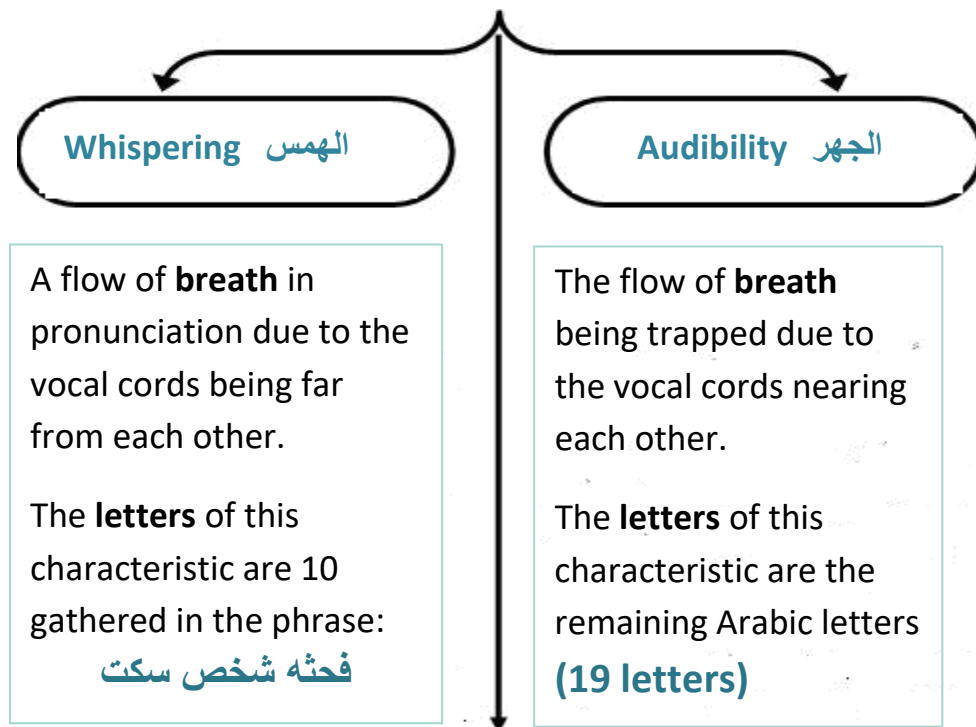 Whispering الهمس
A flow of breath in
pronunciation due to the
vocal cords being far
from each other.
The letters of this
characteristic are 10
gathered in the phrase:
فحثه شخص سكت
Audibility الجهر
The flow of breath
being trapped due to
the vocal cords nearing
each other.
The letters of this
characteristic are the
remaining Arabic letters
(19 letters)